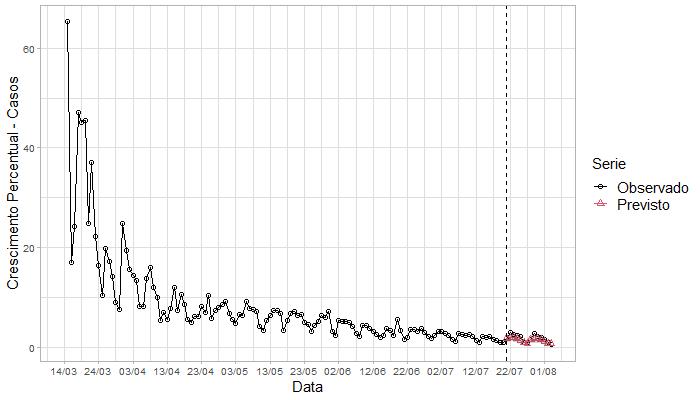 Crescimento Percentual - Casos
60
40
20
0
14/03 24/03 03/04 13/04 23/04 03/05 13/05 23/05 02/06 12/06 22/06 02/07 12/07 22/07 01/08
Data
Serie
Observado
Previsto